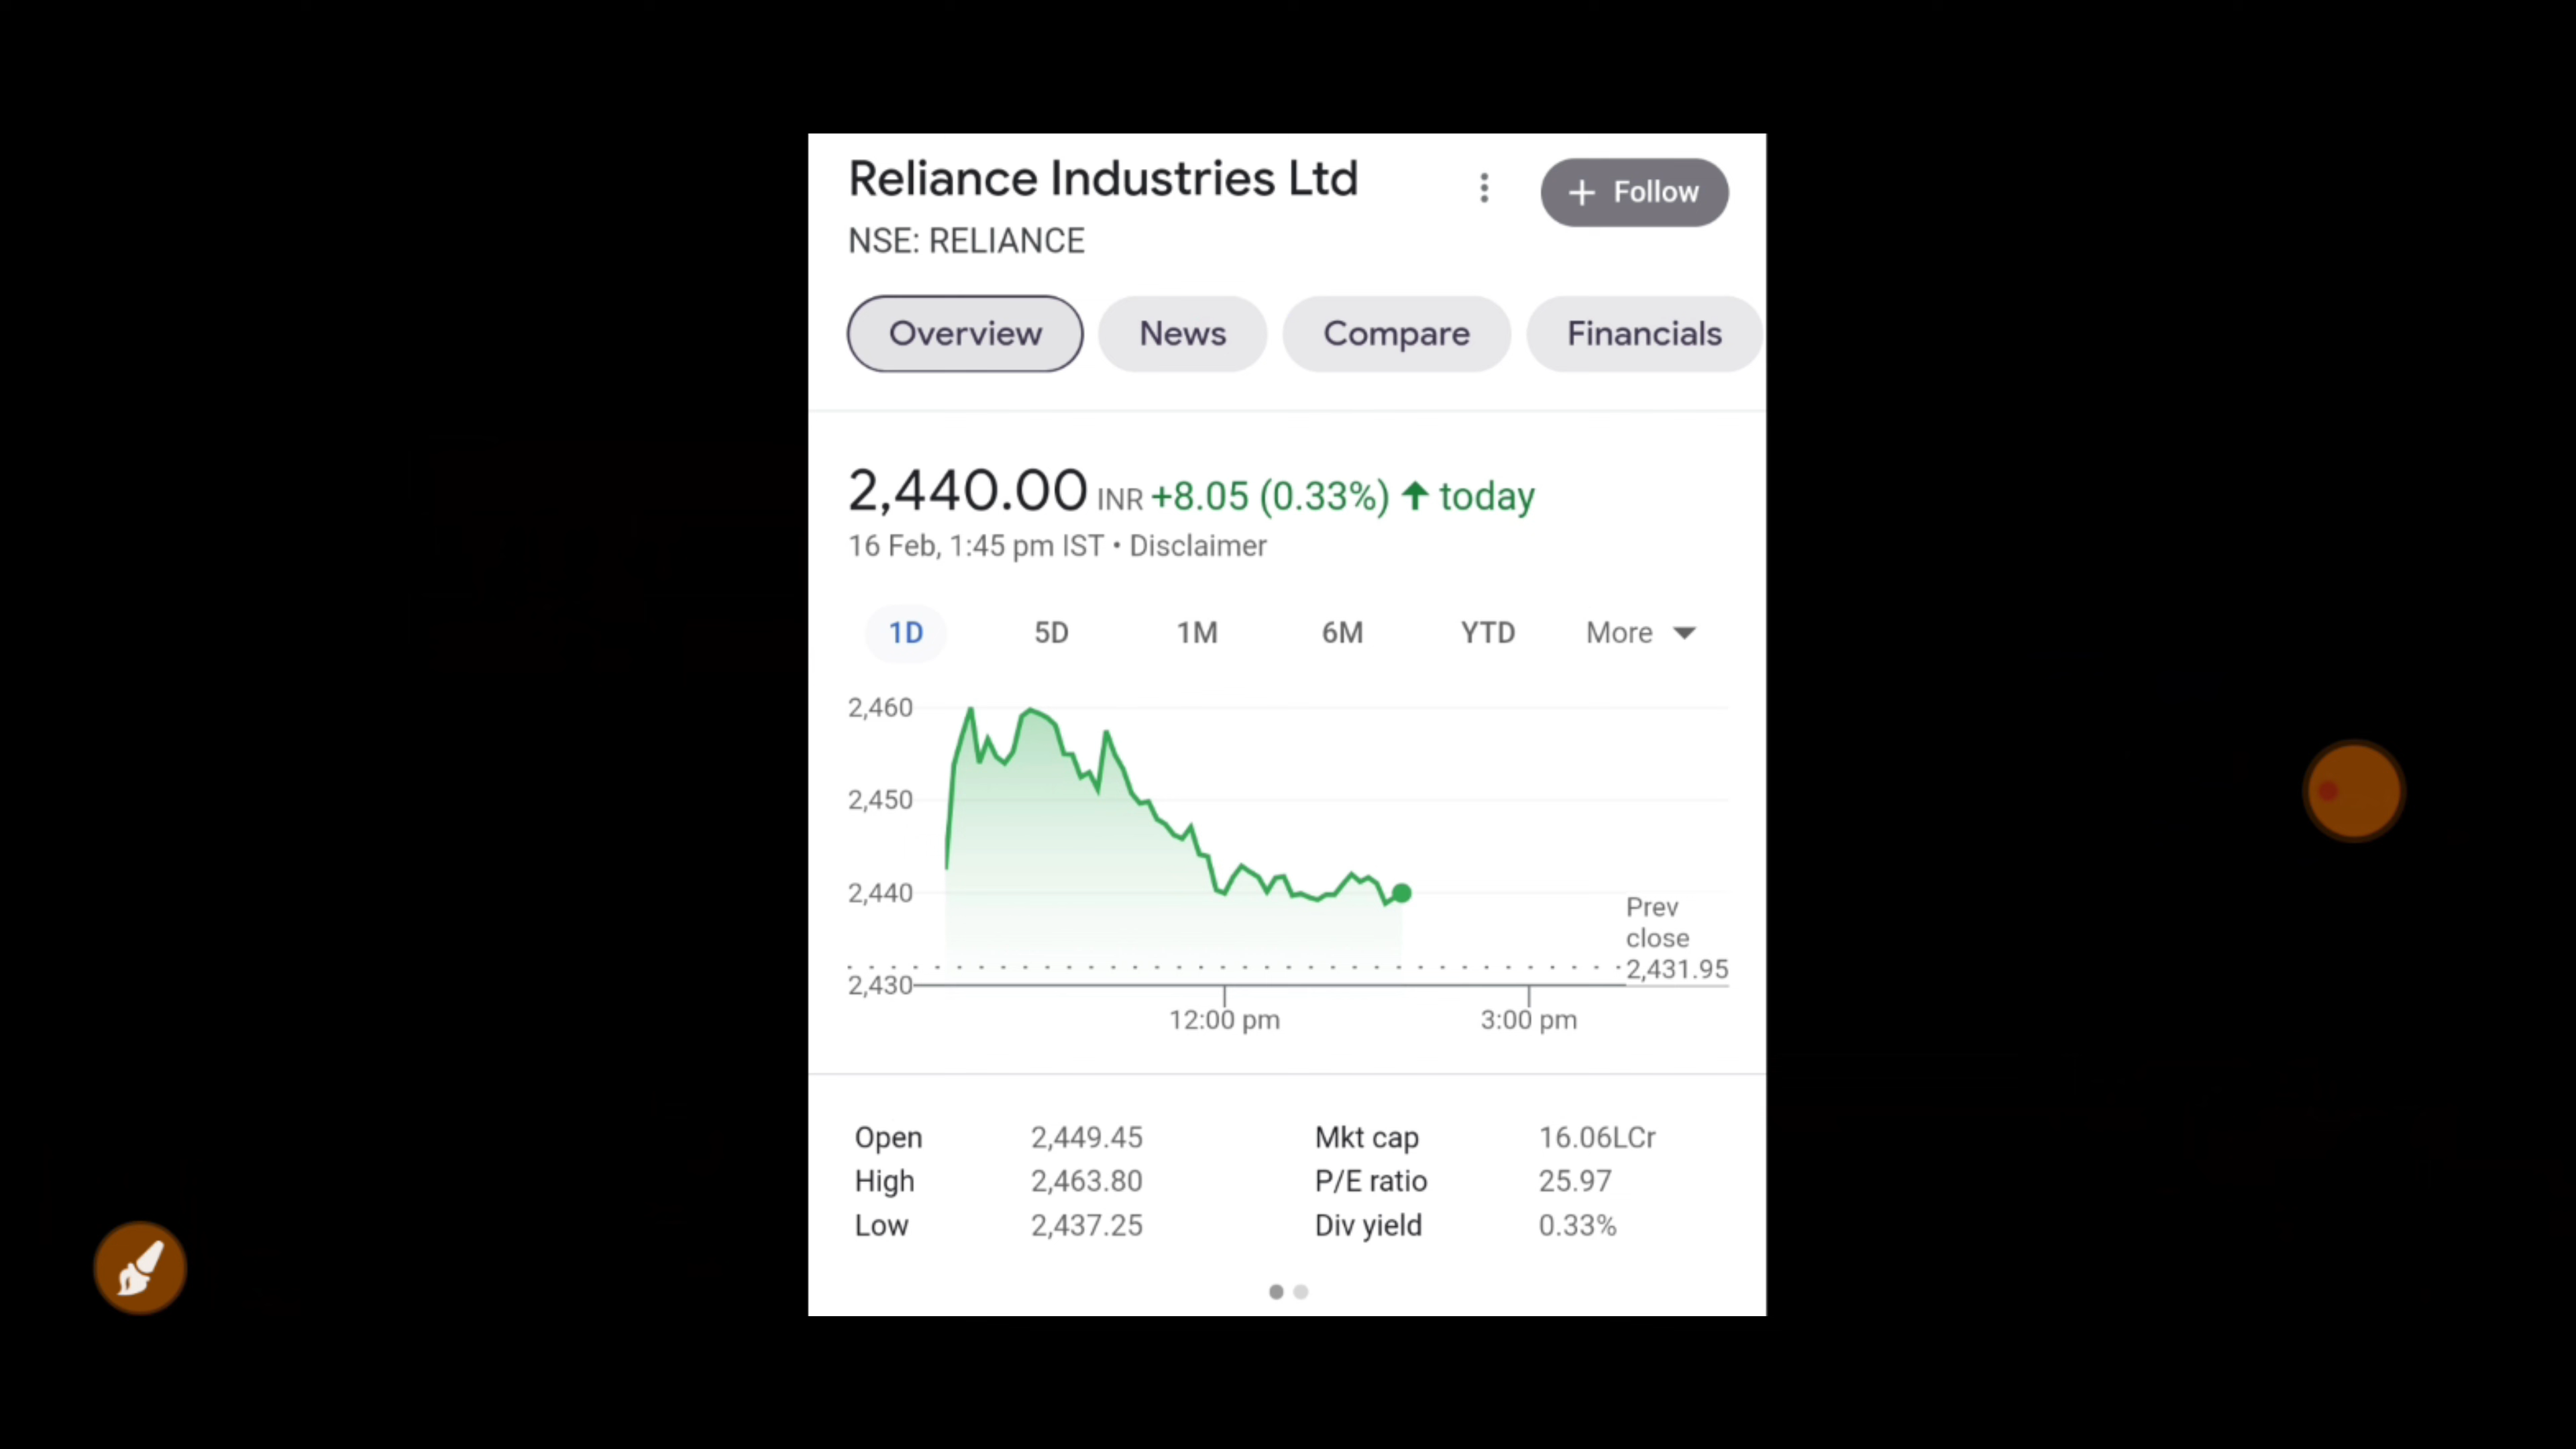 Reliance Industries Ltd
+ Follow
NSE: RELIANCE
Overview News Compare Financials
2,440.00 INR +8.05 (0.33%) ↑ today
16 Feb, 1:45 pm IST • Disclaimer
1D 5D 1M 6M YTD More
2,460
2,450
2,440
Prev
close
2,431.95
2,430
12:00 pm 3:00 pm
Open 2,449.45 Mkt cap 16.06LCr
High 2,463.80 P/E ratio 25.97
Low 2,437.25 Div yield 0.33%